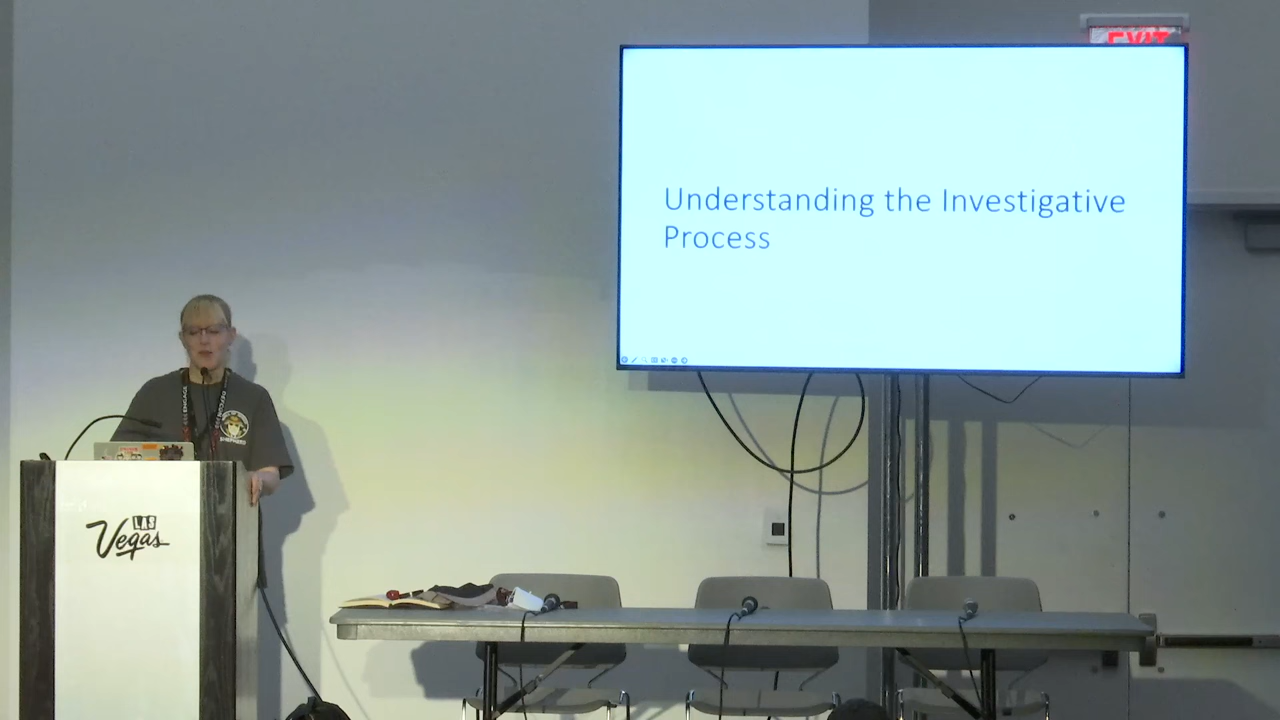 EXIT
Understanding the Investigative
Process
LAS
Vegas